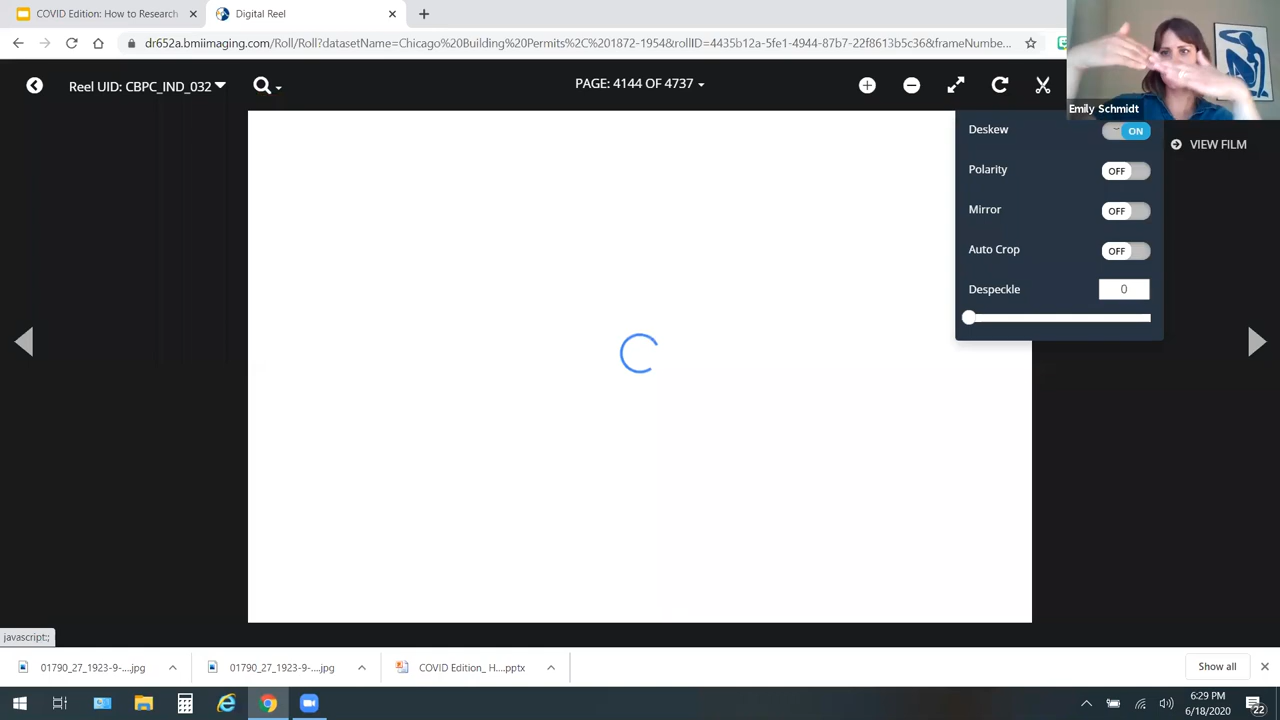 COVID Edition: How to Research
Digital Reel
dr652a.bmiimaging.com/Roll/Roll?datasetName=Chicago%20Building%20Permits%2C%201872-1954&rollID=4435b12a-5fe1-4944-87b7-22f8613b5c36&frameNumbe...
Reel UID: CBPC_IND_032
PAGE: 4144 OF 4737
Emily Schmidt
Deskew
ON
VIEW FILM
Polarity
OFF
Mirror
OFF
Auto Crop
OFF
Despeckle
0
javascript:;
01790_27_1923-9-....jpg
01790_27_1923-9-....jpg
COVID Edition_ H....pptx
Show all
6:29 PM
6/18/2020
22